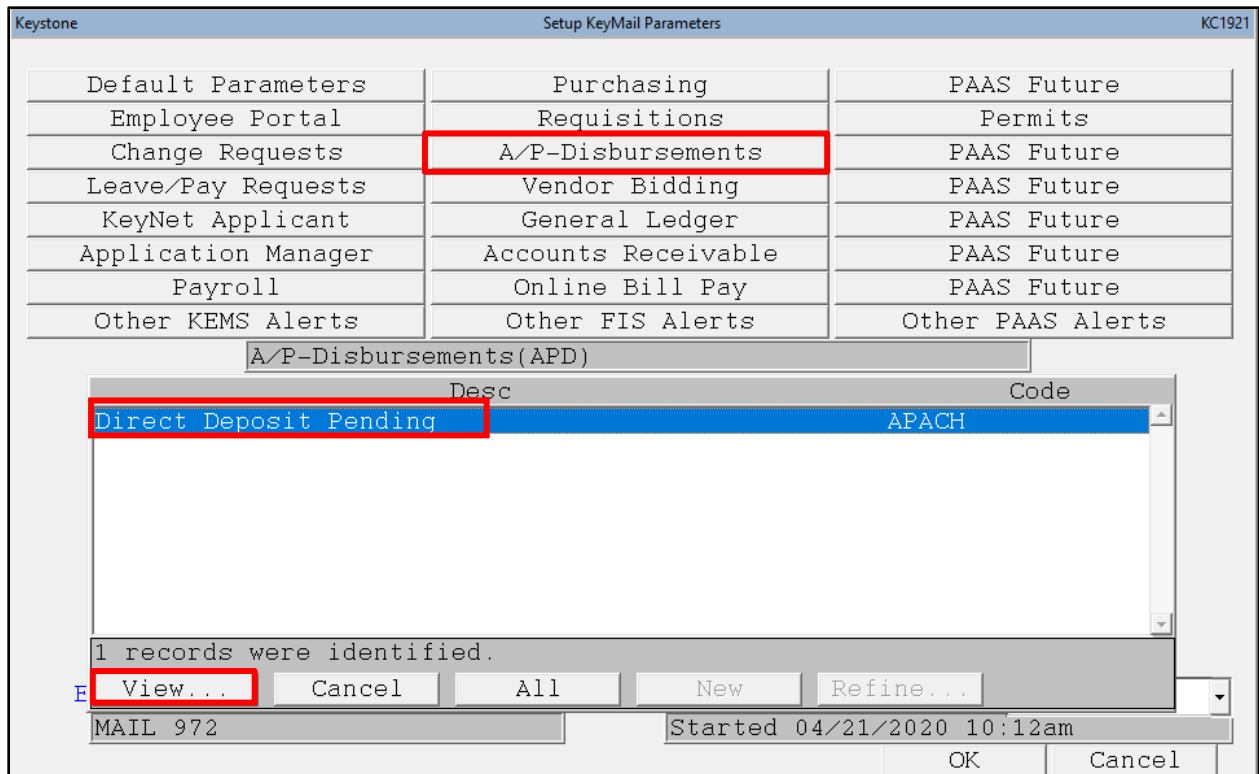 Keystone Setup KeyMail Parameters KC1921
Default Parameters Purchasing PAAS Future
Employee Portal Requisitions Permits
Change Requests A/P-Disbursements PAAS Future
Leave/Pay Requests Vendor Bidding PAAS Future
KeyNet Applicant General Ledger PAAS Future
Application Manager Accounts Receivable PAAS Future
Payroll Online Bill Pay PAAS Future
Other KEMS Alerts Other FIS Alerts Other PAAS Alerts
A/P-Disbursements(APD)
Desc Code
Direct Deposit Pending APACH
1 records were identified.
View... Cancel All New Refine...
MAIL 972 Started 04/21/2020 10:12am
OK Cancel